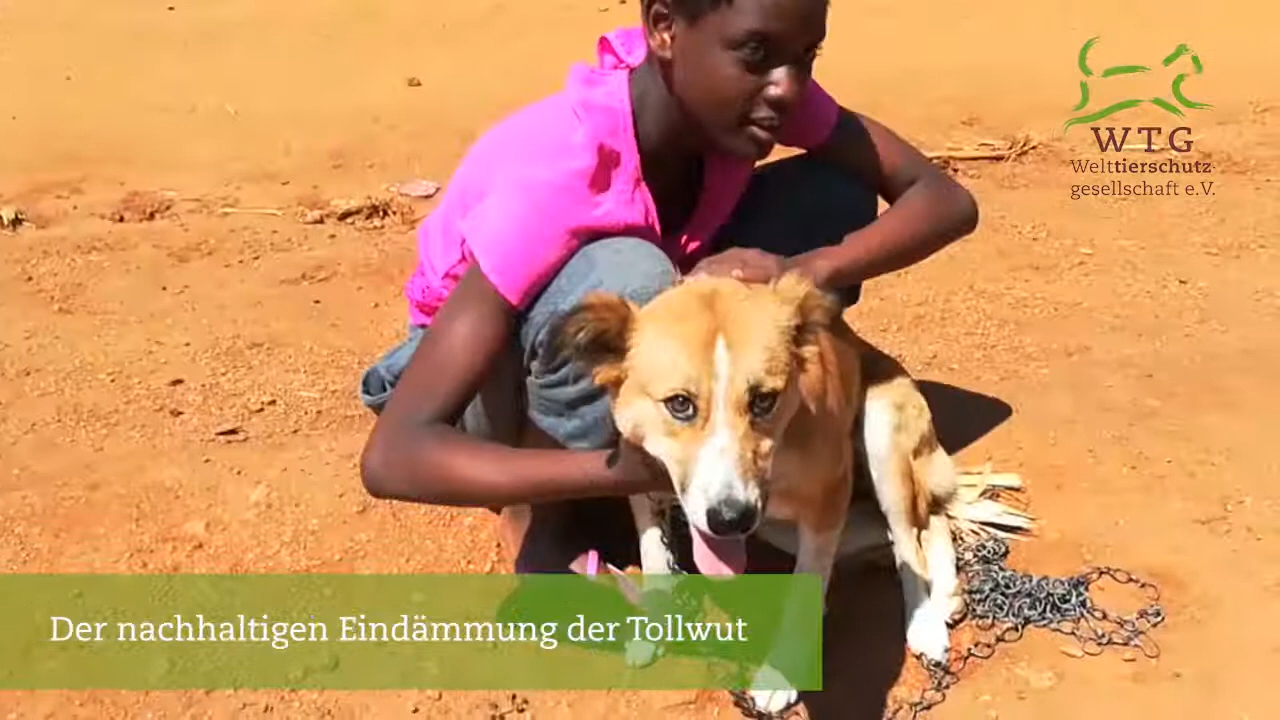 WTG
Welttierschutz
gesellschaft e.V.
Der nachhaltigen Eindämmung der Tollwut